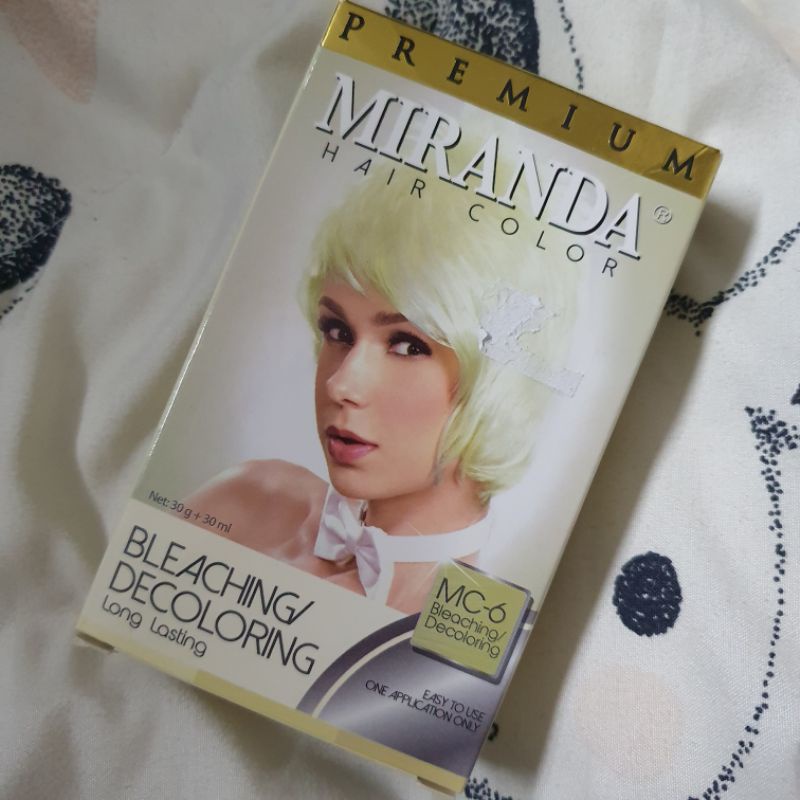 PREMIUM
MIRANDA®
HAIR COLOR
Net: 30 g + 30 ml
BLEACHING/
DECOLORING
Long Lasting
MC-6
Bleaching/
Decoloring
EASY TO USE
ONE APPLICATION ONLY